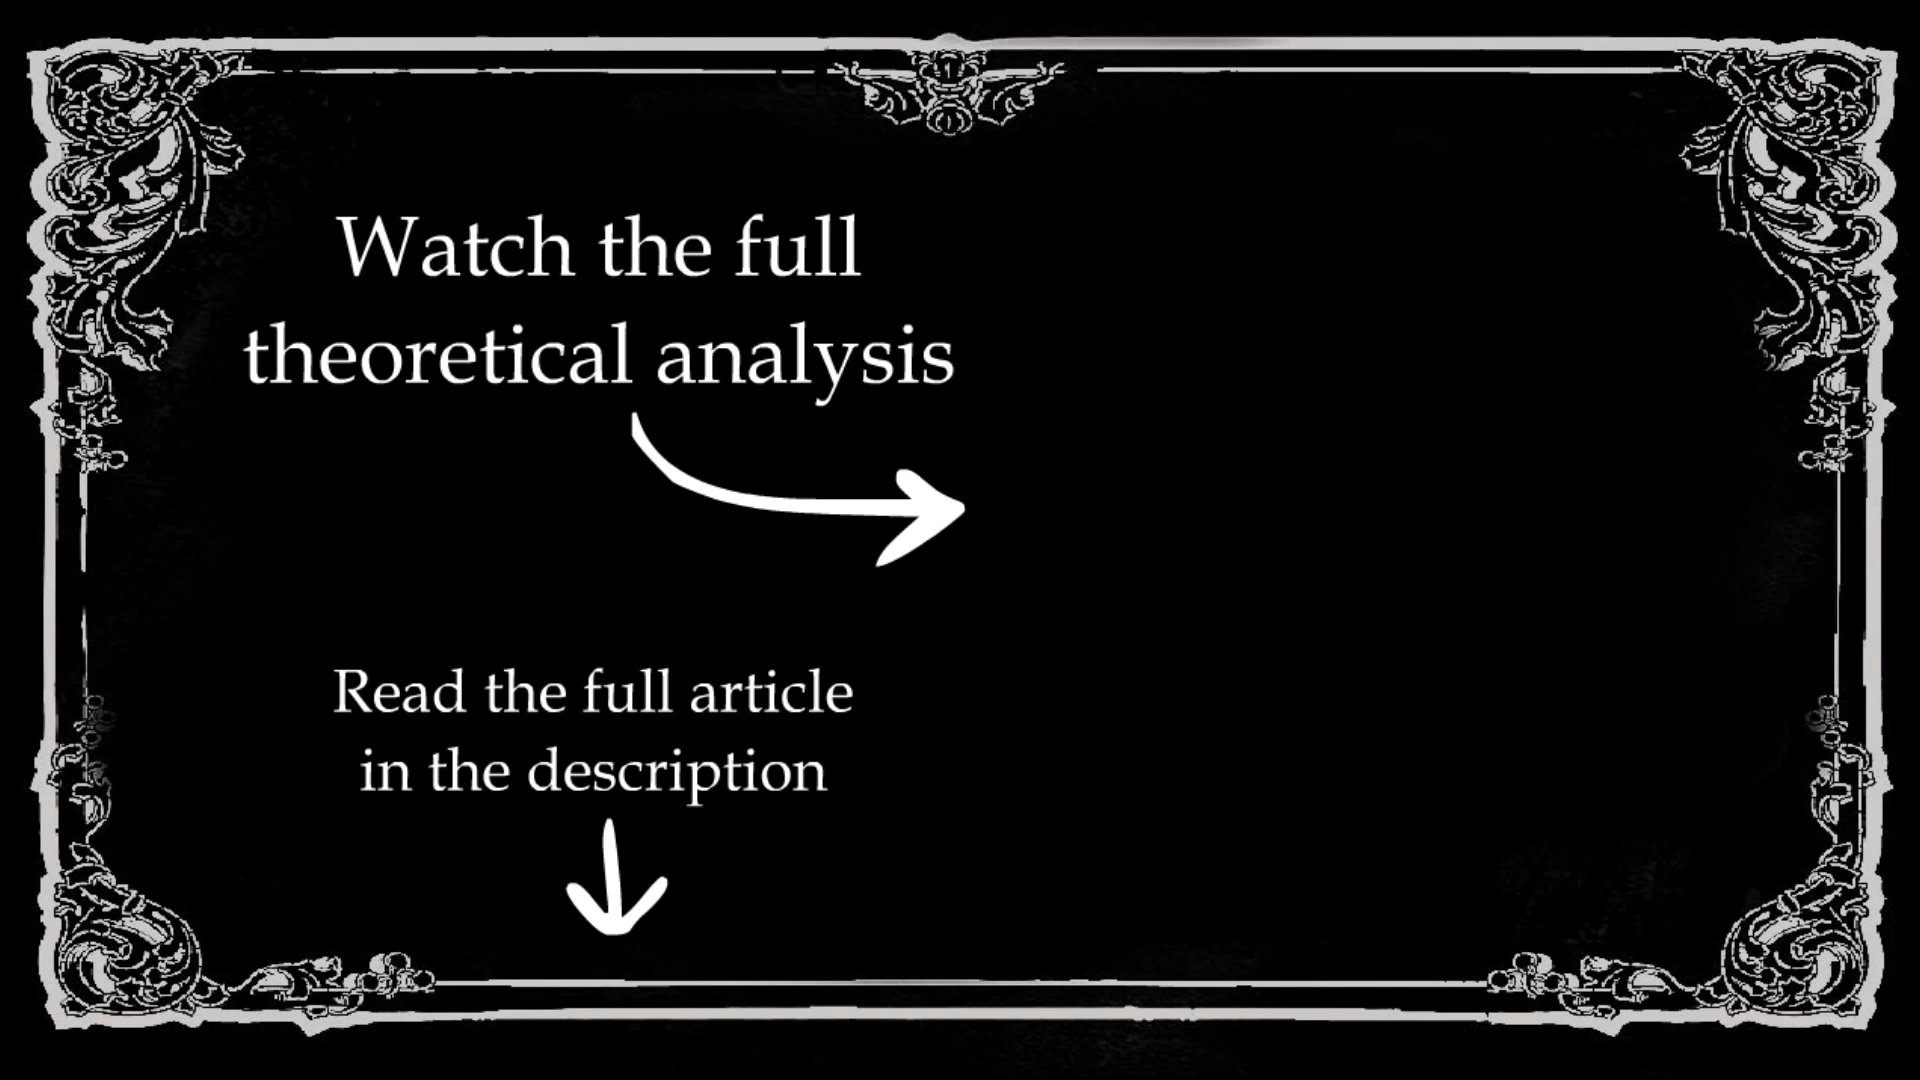 Watch the full
theoretical analysis
Read the full article
in the description